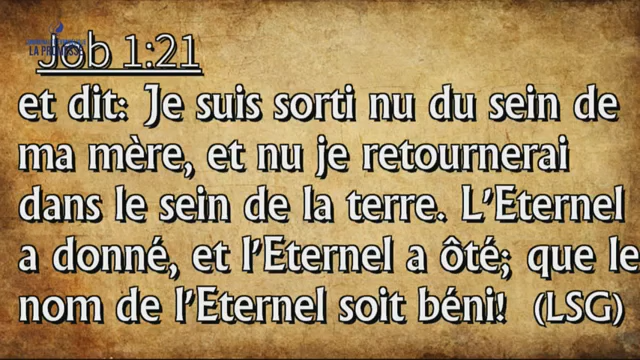 LA PROMESSE
Job 1:21
et dit: Je suis sorti nu du sein de
ma mère, et nu je retournerai
dans le sein de la terre. L'Eternel
a donné, et l'Eternel a ôté; que le
nom de l'Eternel soit béni! (LSG)